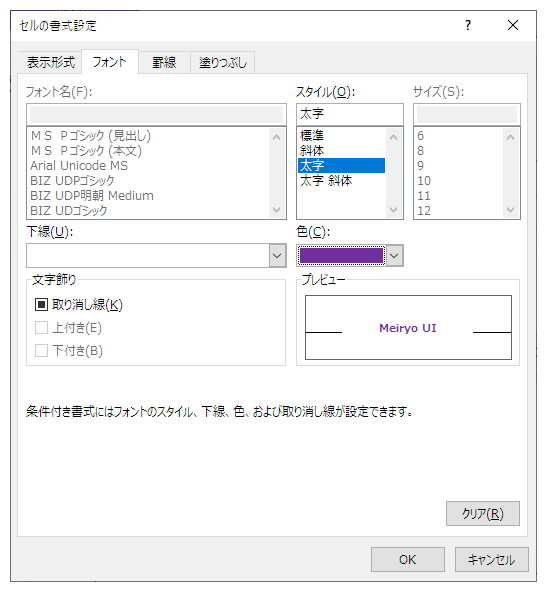 セルの書式設定
?
表示形式 フォント 罫線 塗りつぶし
フォント名(F): スタイル(O): サイズ(S):
太字
ＭＳ Ｐゴシック (見出し)
ＭＳ Ｐゴシック (本文)
Arial Unicode MS
BIZ UDPゴシック
BIZ UDP明朝 Medium
BIZ UDゴシック
標準
斜体
太字
太字 斜体
6
8
9
10
11
12
下線(U): 色(C):
文字飾り
取り消し線(K)
上付き(E)
下付き(B)
プレビュー
Meiryo UI
条件付き書式にはフォントのスタイル、下線、色、および取り消し線が設定できます。
クリア(R)
OK キャンセル